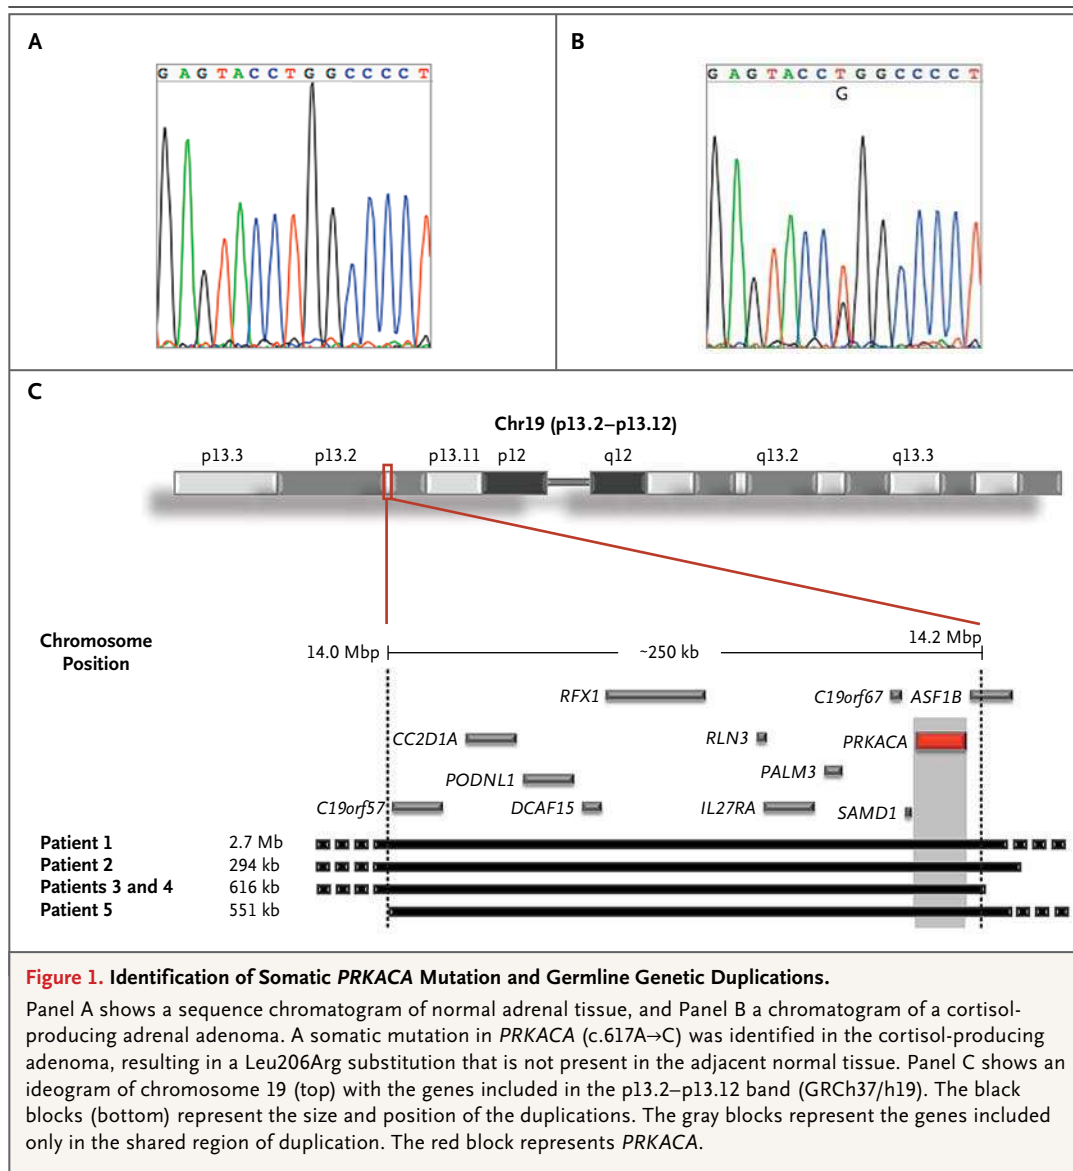 A
B
G A G T A C C T G G C C C C T
G A G T A C C T G G C C C C T
G
C
Chr19 (p13.2–p13.12)
p13.3 p13.2 p13.11 p12 q12 q13.2 q13.3
Chromosome
Position
14.0 Mbp ~250 kb 14.2 Mbp
RFX1 C19orf67 ASF1B
CC2D1A RLN3 PRKACA
PODNL1 PALM3
C19orf57 DCAF15 IL27RA SAMD1
Patient 1 2.7 Mb
Patient 2 294 kb
Patients 3 and 4 616 kb
Patient 5 551 kb
Figure 1. Identification of Somatic PRKACA Mutation and Germline Genetic Duplications.
Panel A shows a sequence chromatogram of normal adrenal tissue, and Panel B a chromatogram of a cortisol-
producing adrenal adenoma. A somatic mutation in PRKACA (c.617A→C) was identified in the cortisol-producing
adenoma, resulting in a Leu206Arg substitution that is not present in the adjacent normal tissue. Panel C shows an
ideogram of chromosome 19 (top) with the genes included in the p13.2–p13.12 band (GRCh37/h19). The black
blocks (bottom) represent the size and position of the duplications. The gray blocks represent the genes included
only in the shared region of duplication. The red block represents PRKACA.